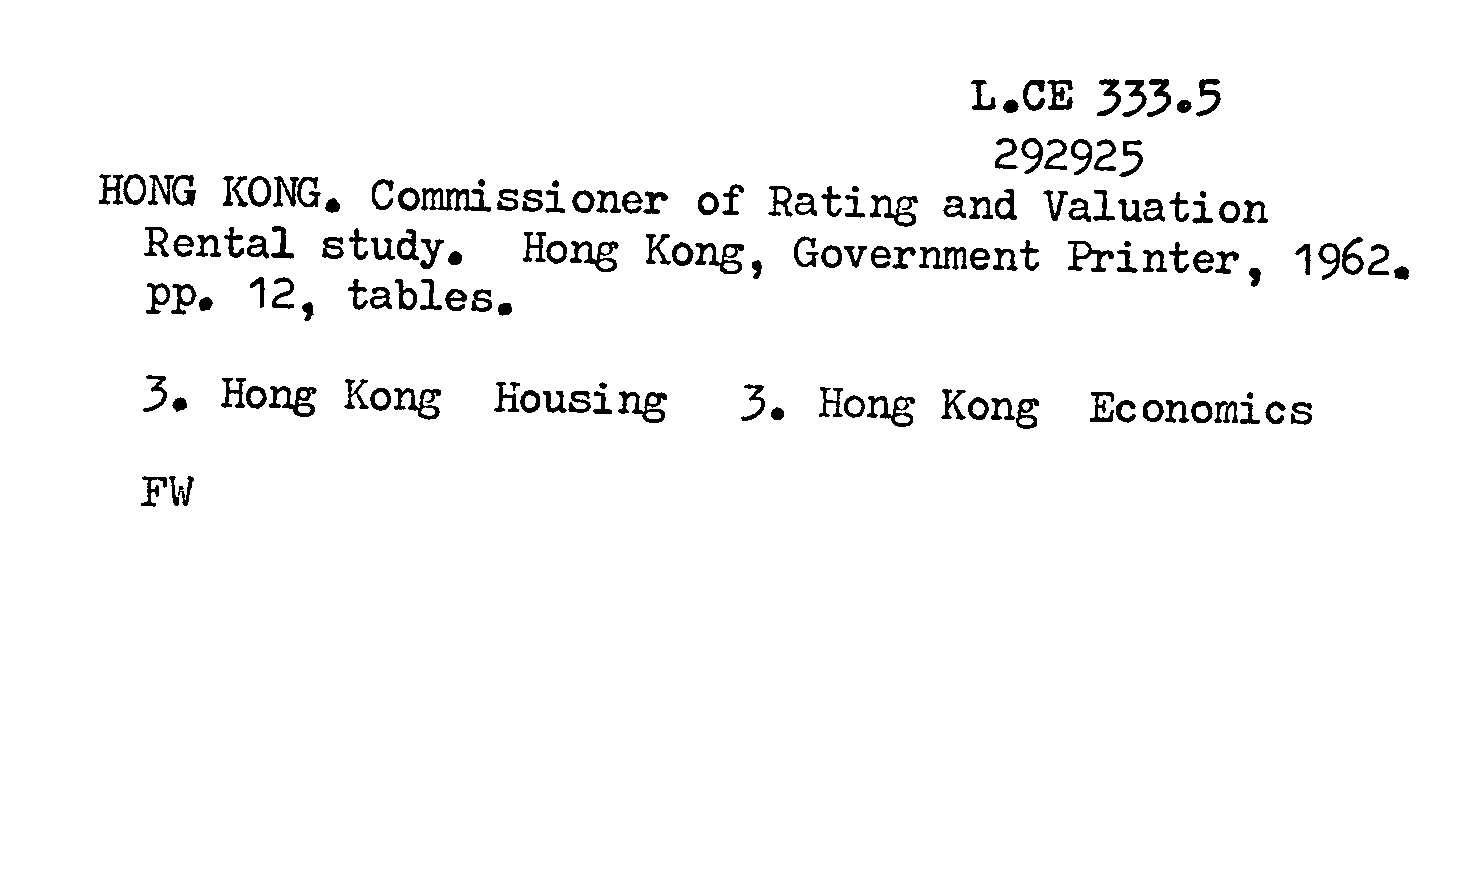 L.CE 333.5
292925
HONG KONG. Commissioner of Rating and Valuation
Rental study. Hong Kong, Government Printer, 1962.
pp. 12, tables.
3. Hong Kong Housing 3. Hong Kong Economics
FW